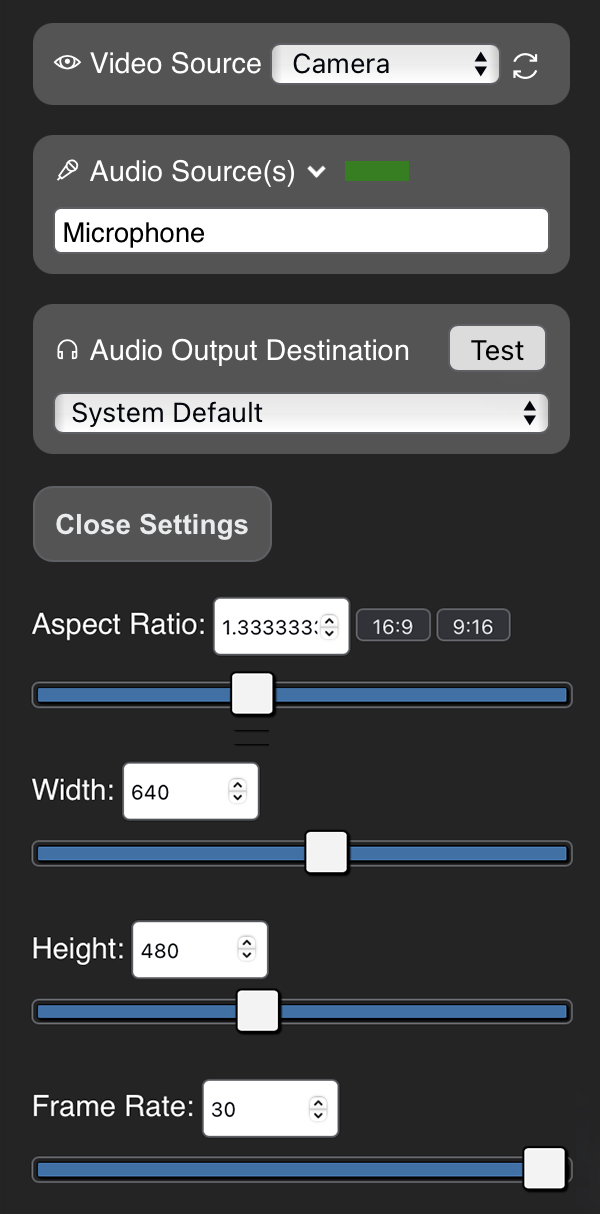 Video Source Camera
Audio Source(s)
Microphone
Audio Output Destination Test
System Default
Close Settings
Aspect Ratio: 1.333333 16:9 9:16
Width: 640
Height: 480
Frame Rate: 30